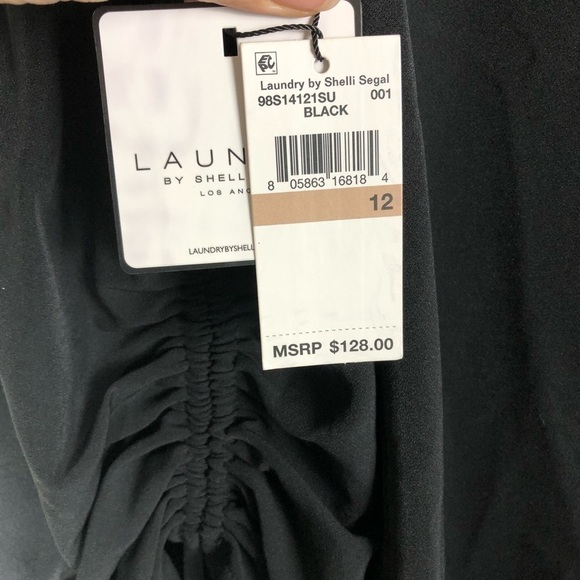 LAUN
BY SHELL
LOS ANG
LAUNDRYBYSHELL
Laundry by Shelli Segal
98S14121SU 001
BLACK
8 05863 16818 4
12
MSRP $128.00